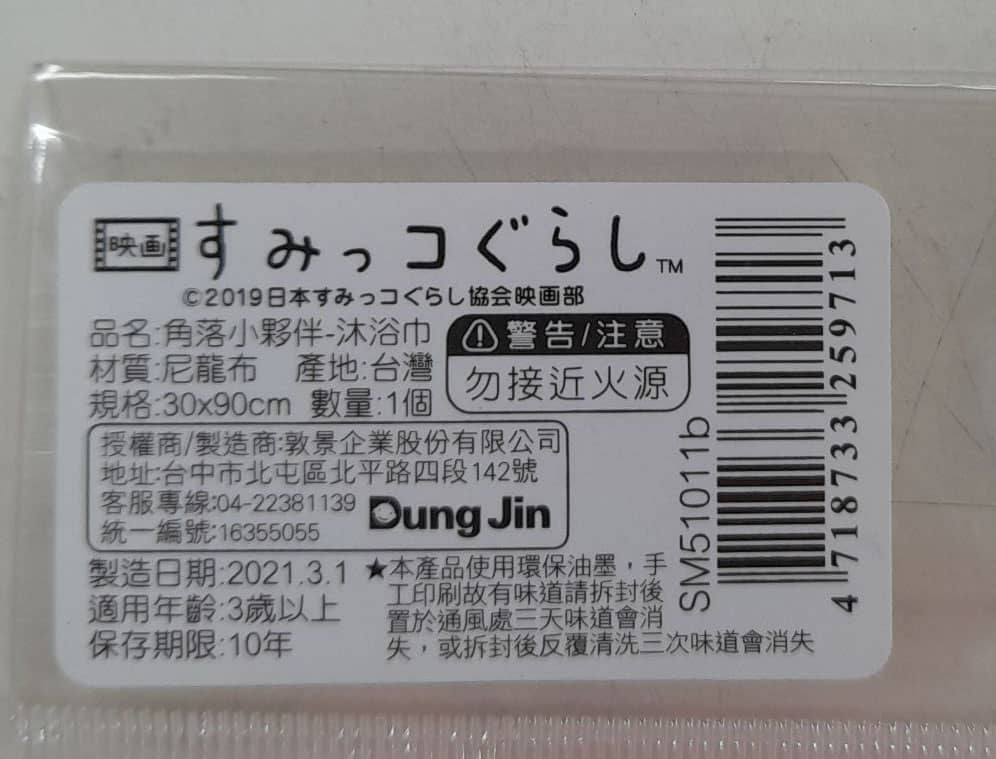 映画 すみっコぐらし™
©2019日本すみっコぐらし協会映画部
品名:角落小夥伴-沐浴巾
材質:尼龍布 產地:台灣
規格:30x90cm 數量:1個
警告/注意
勿接近火源
授權商/製造商:敦景企業股份有限公司
地址:台中市北屯區北平路四段142號
客服專線:04-22381139
統一編號:16355055
Dung Jin
製造日期:2021.3.1
適用年齡:3歲以上
保存期限:10年
★本產品使用環保油墨，手
工印刷故有味道請拆封後
置於通風處三天味道會消
失，或拆封後反覆清洗三次味道會消失
SM51011b
4 718733 259713